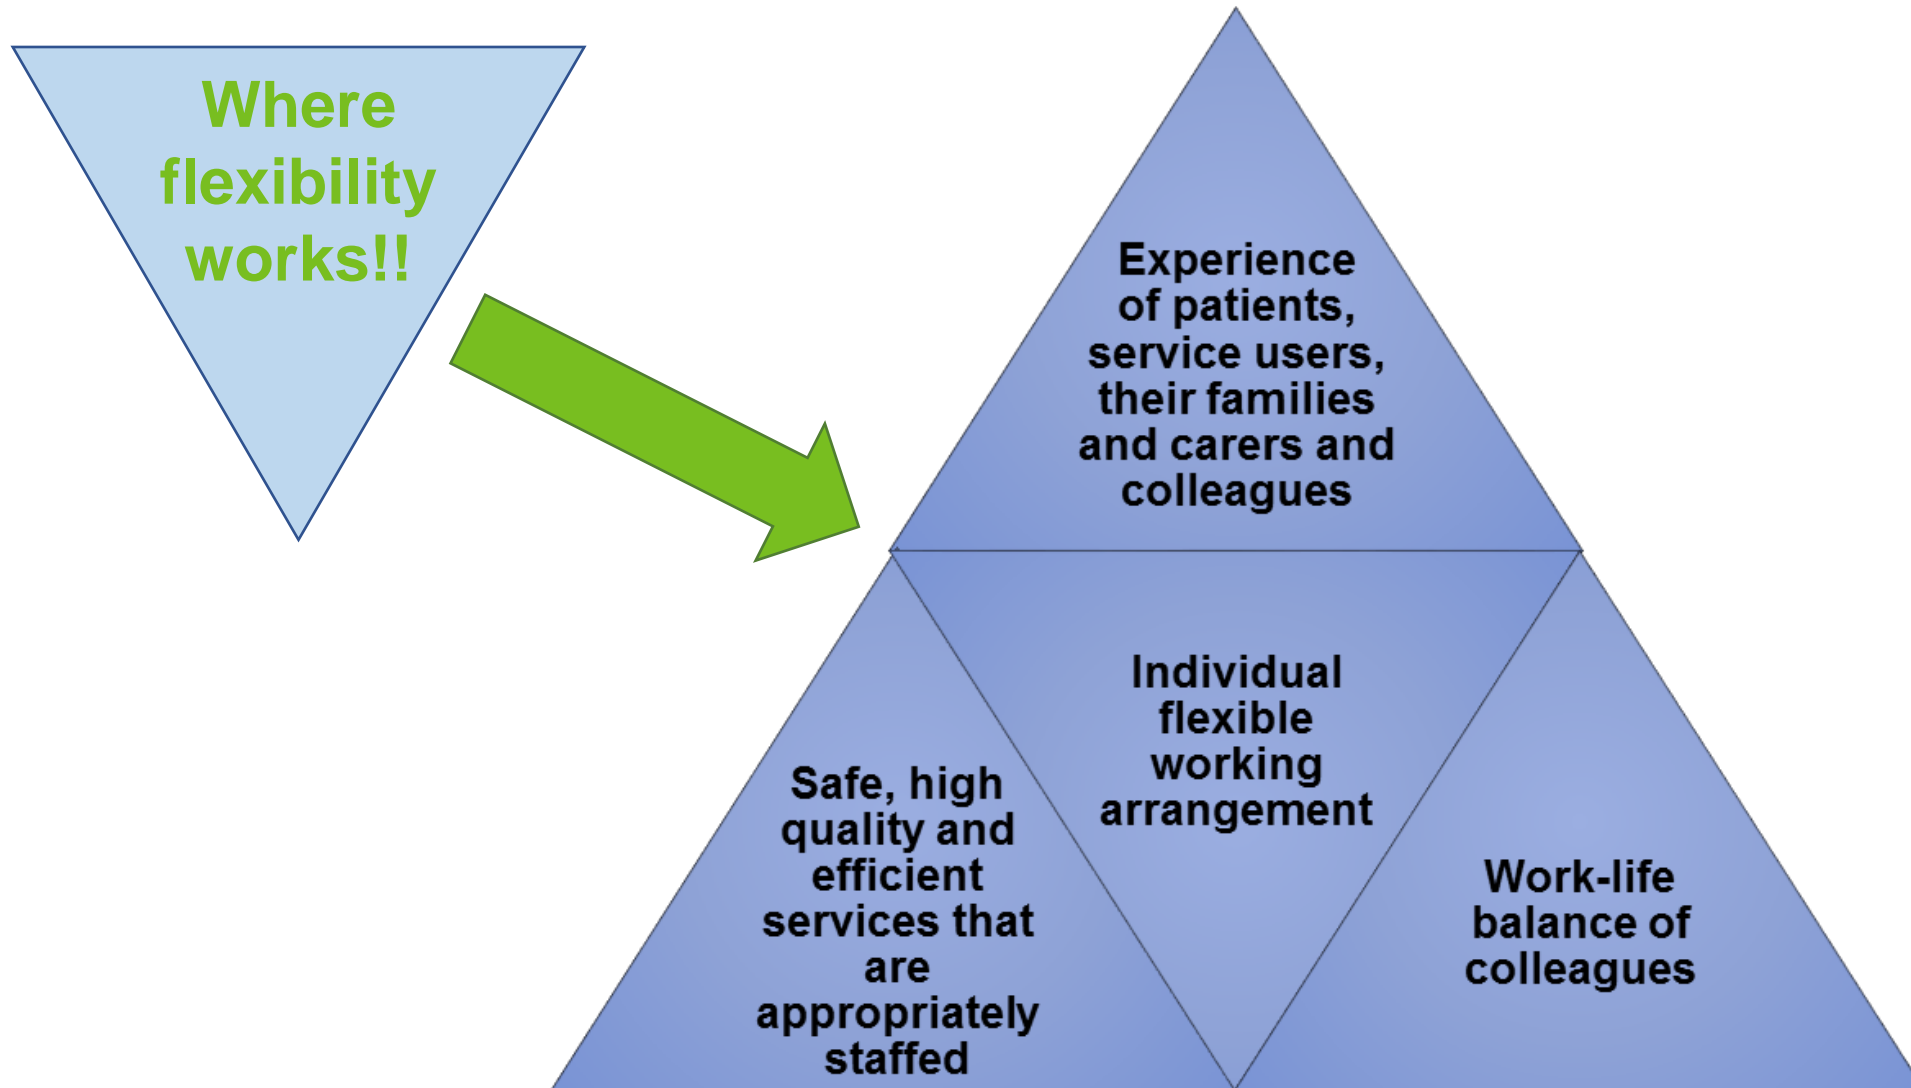 Where
flexibility
works!!
Experience
of patients,
service users,
their families
and carers and
colleagues
Individual
flexible
working
arrangement
Safe, high
quality and
efficient
services that
are
appropriately
staffed
Work-life
balance of
colleagues